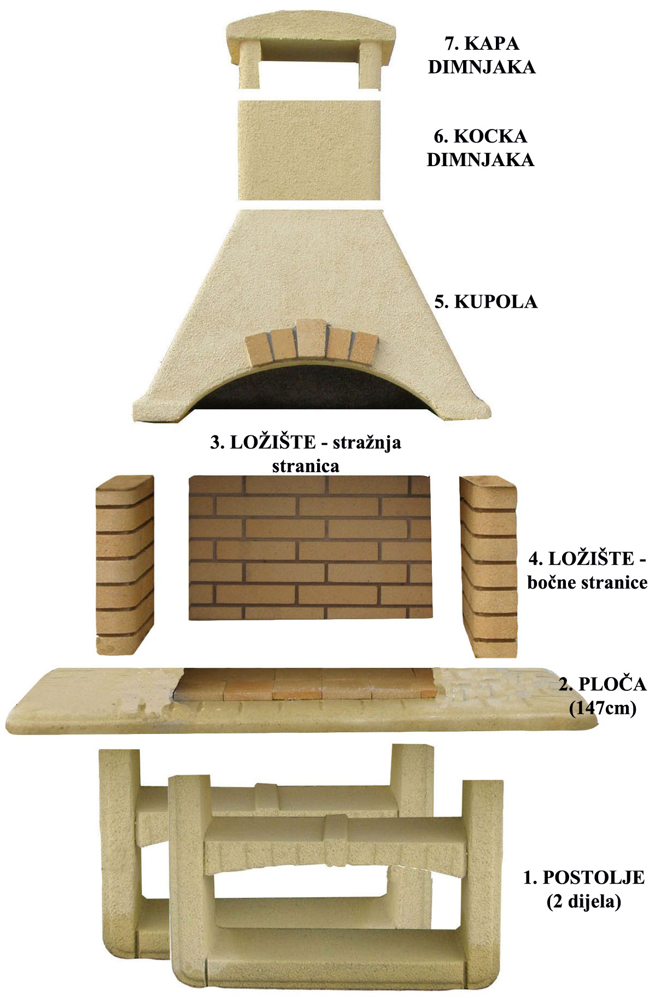 7. KAPA
DIMNJAKA
6. KOCKA
DIMNJAKA
5. KUPOLA
3. LOŽIŠTE - stražnja
stranica
4. LOŽIŠTE -
bočne stranice
2. PLOČA
(147cm)
1. POSTOLJE
(2 dijela)